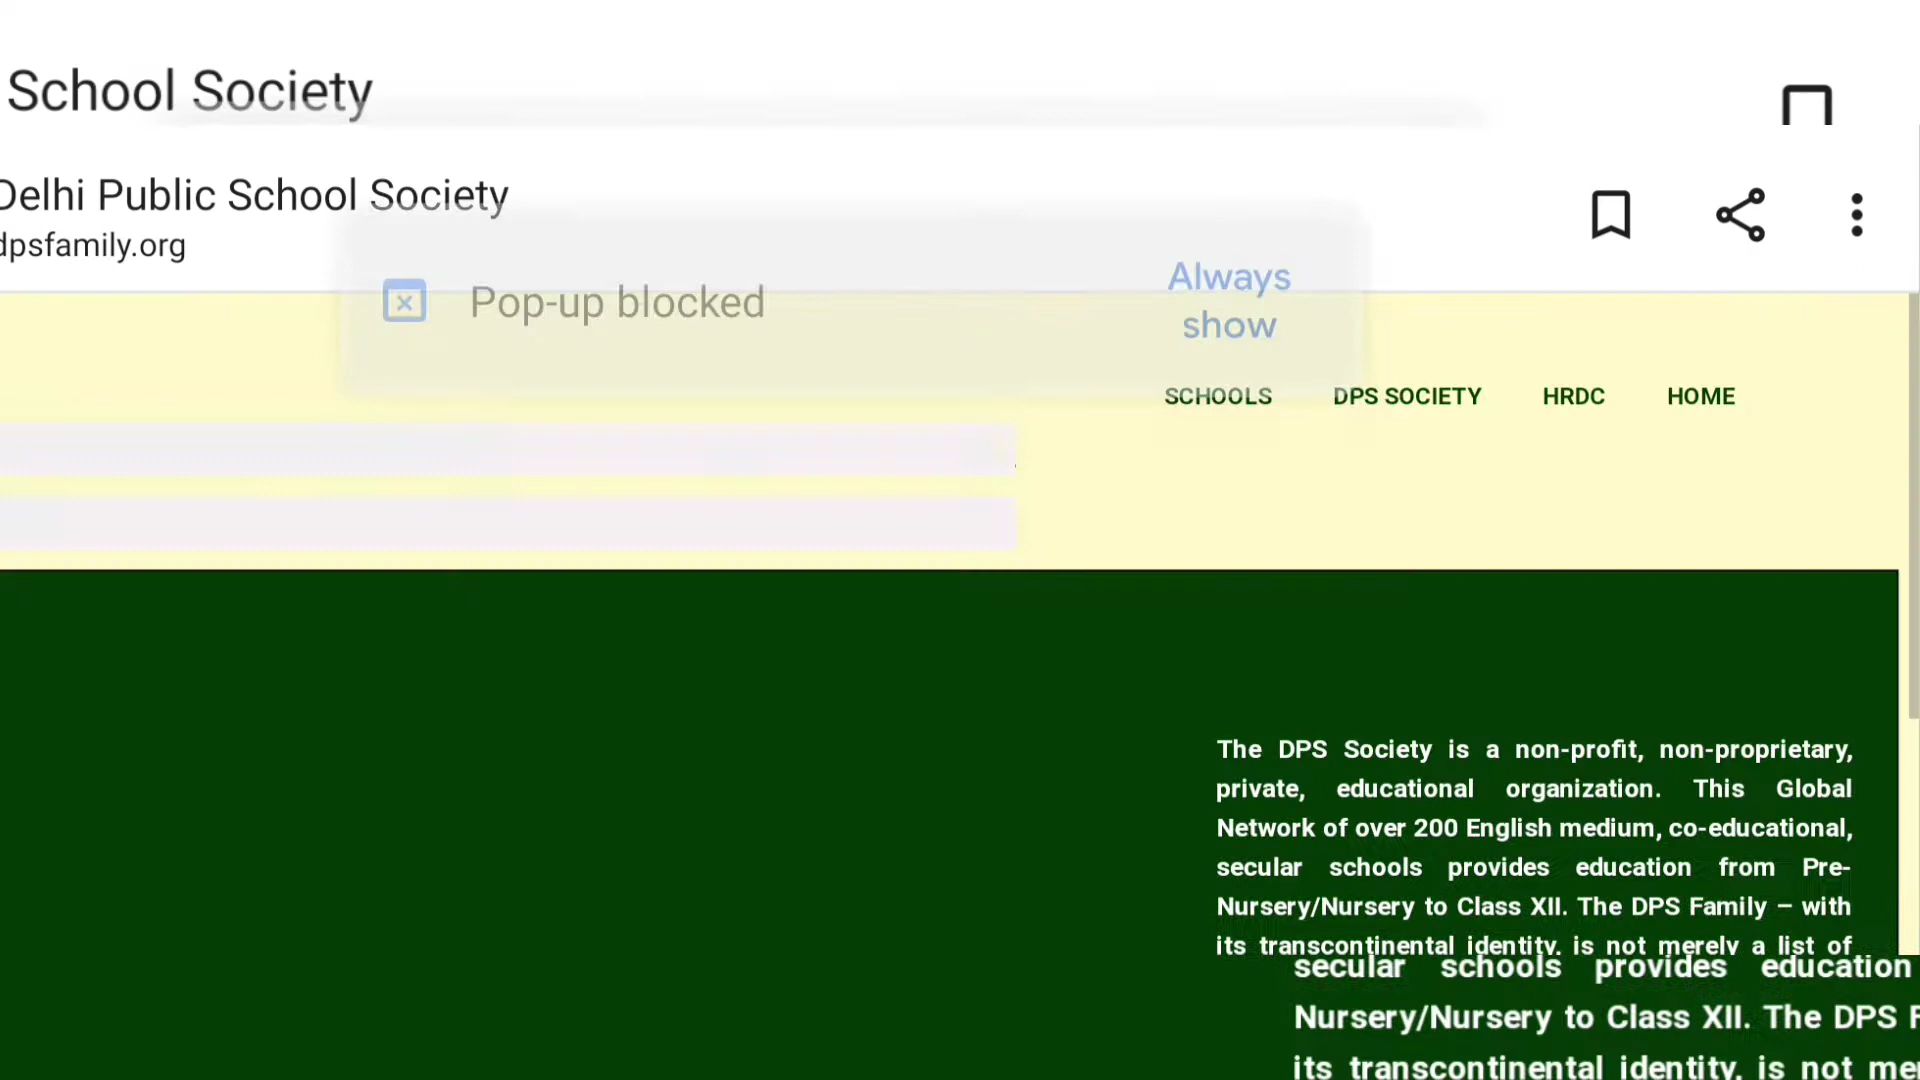 School Society
Delhi Public School Society
dpsfamily.org
Pop-up blocked
Always
show
SCHOOLS DPS SOCIETY HRDC HOME
The DPS Society is a non-profit, non-proprietary,
private, educational organization. This Global
Network of over 200 English medium, co-educational,
secular schools provides education from Pre-
Nursery/Nursery to Class XII. The DPS Family – with
its transcontinental identity, is not merely a list of
secular schools provides education
Nursery/Nursery to Class XII. The DPS F
its transcontinental identity, is not me